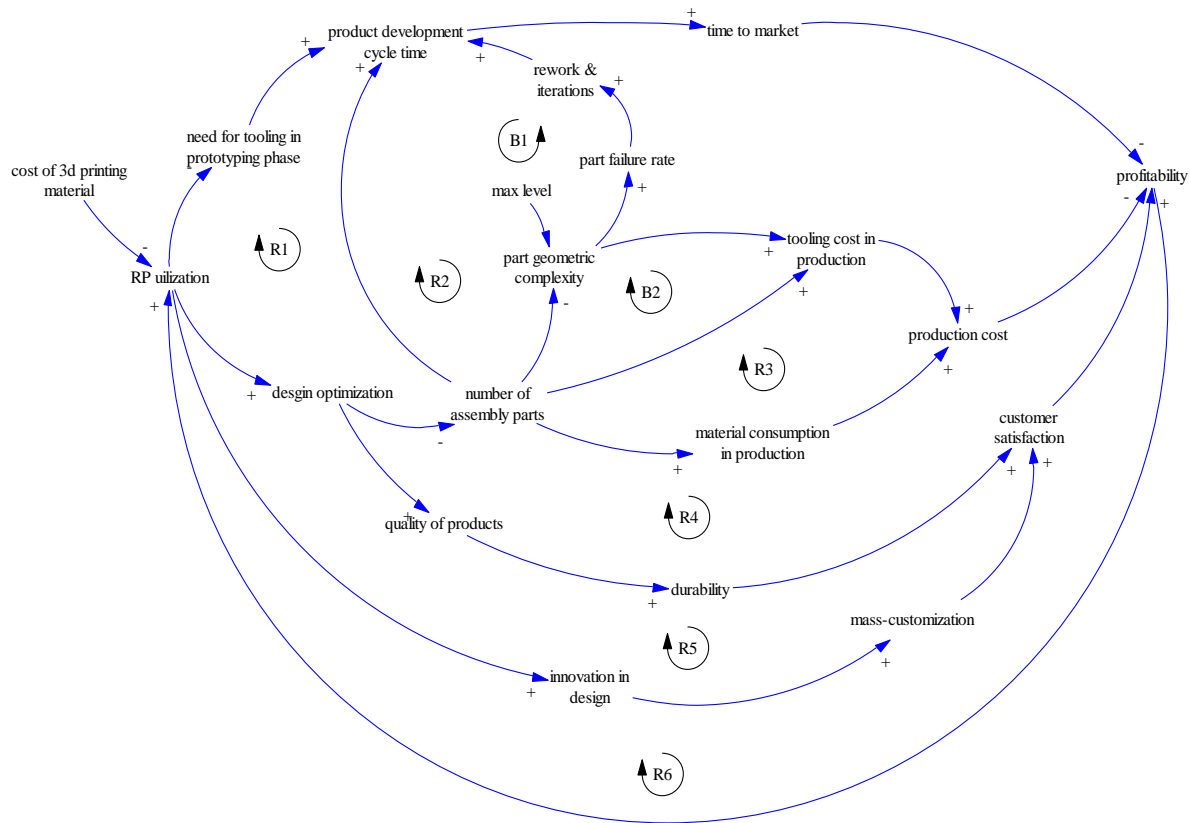 product development
cycle time
+
+
+
+
time to market
rework &
iterations
+
need for tooling in
prototyping phase
-
B1
part failure rate
+
-
profitability
-
+
cost of 3d printing
material
max level
-
RP uilization
+
R1
R2
part geometric
complexity
-
B2
tooling cost in
production
+
+
+
production cost
+
R3
desgin optimization
+
number of
assembly parts
-
material consumption
in production
+
customer
satisfaction
+
+
quality of products
+
R4
durability
+
mass-customization
+
R5
innovation in
design
+
R6